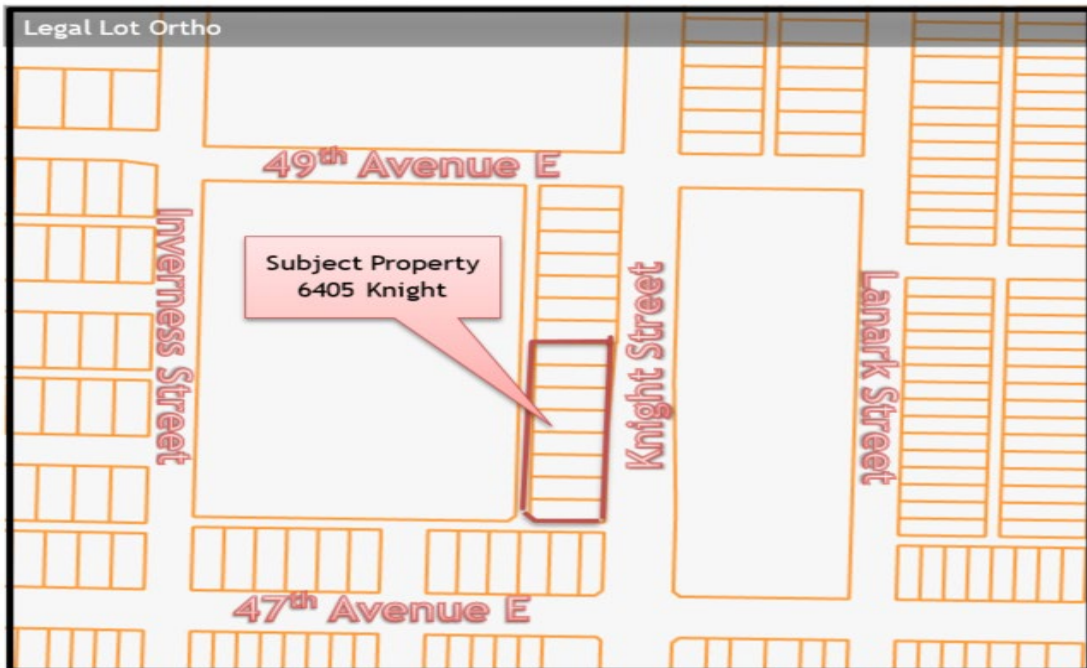 Legal Lot Ortho
49th Avenue E
Inverness Street
Subject Property
6405 Knight
Knight Street
Lanark Street
47th Avenue E